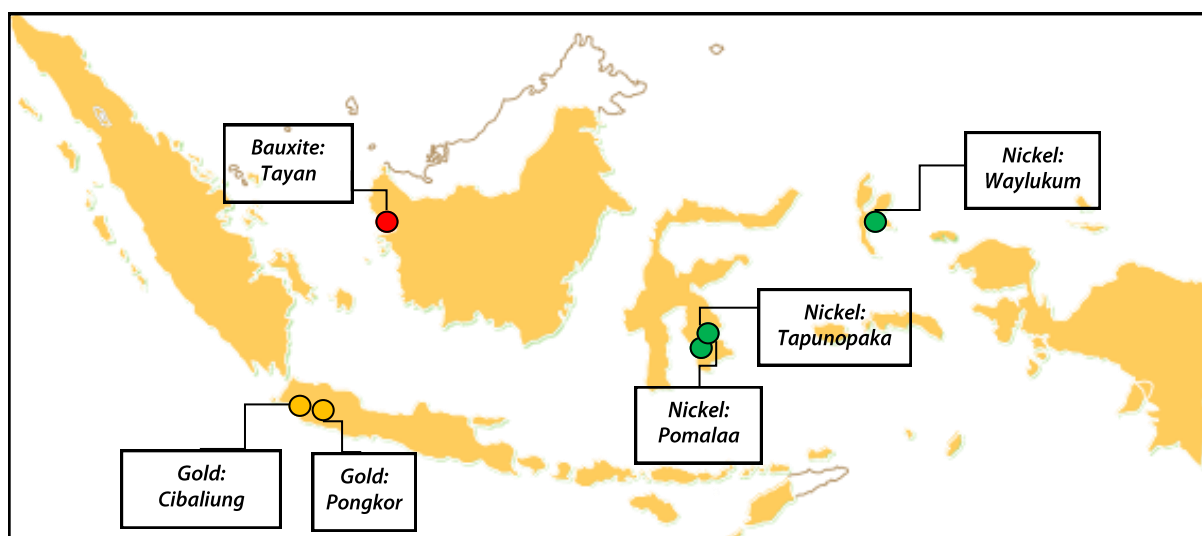 Bauxite:
Tayan
Nickel:
Waylukum
Nickel:
Tapunopaka
Nickel:
Pomalaa
Gold:
Cibaliung
Gold:
Pongkor